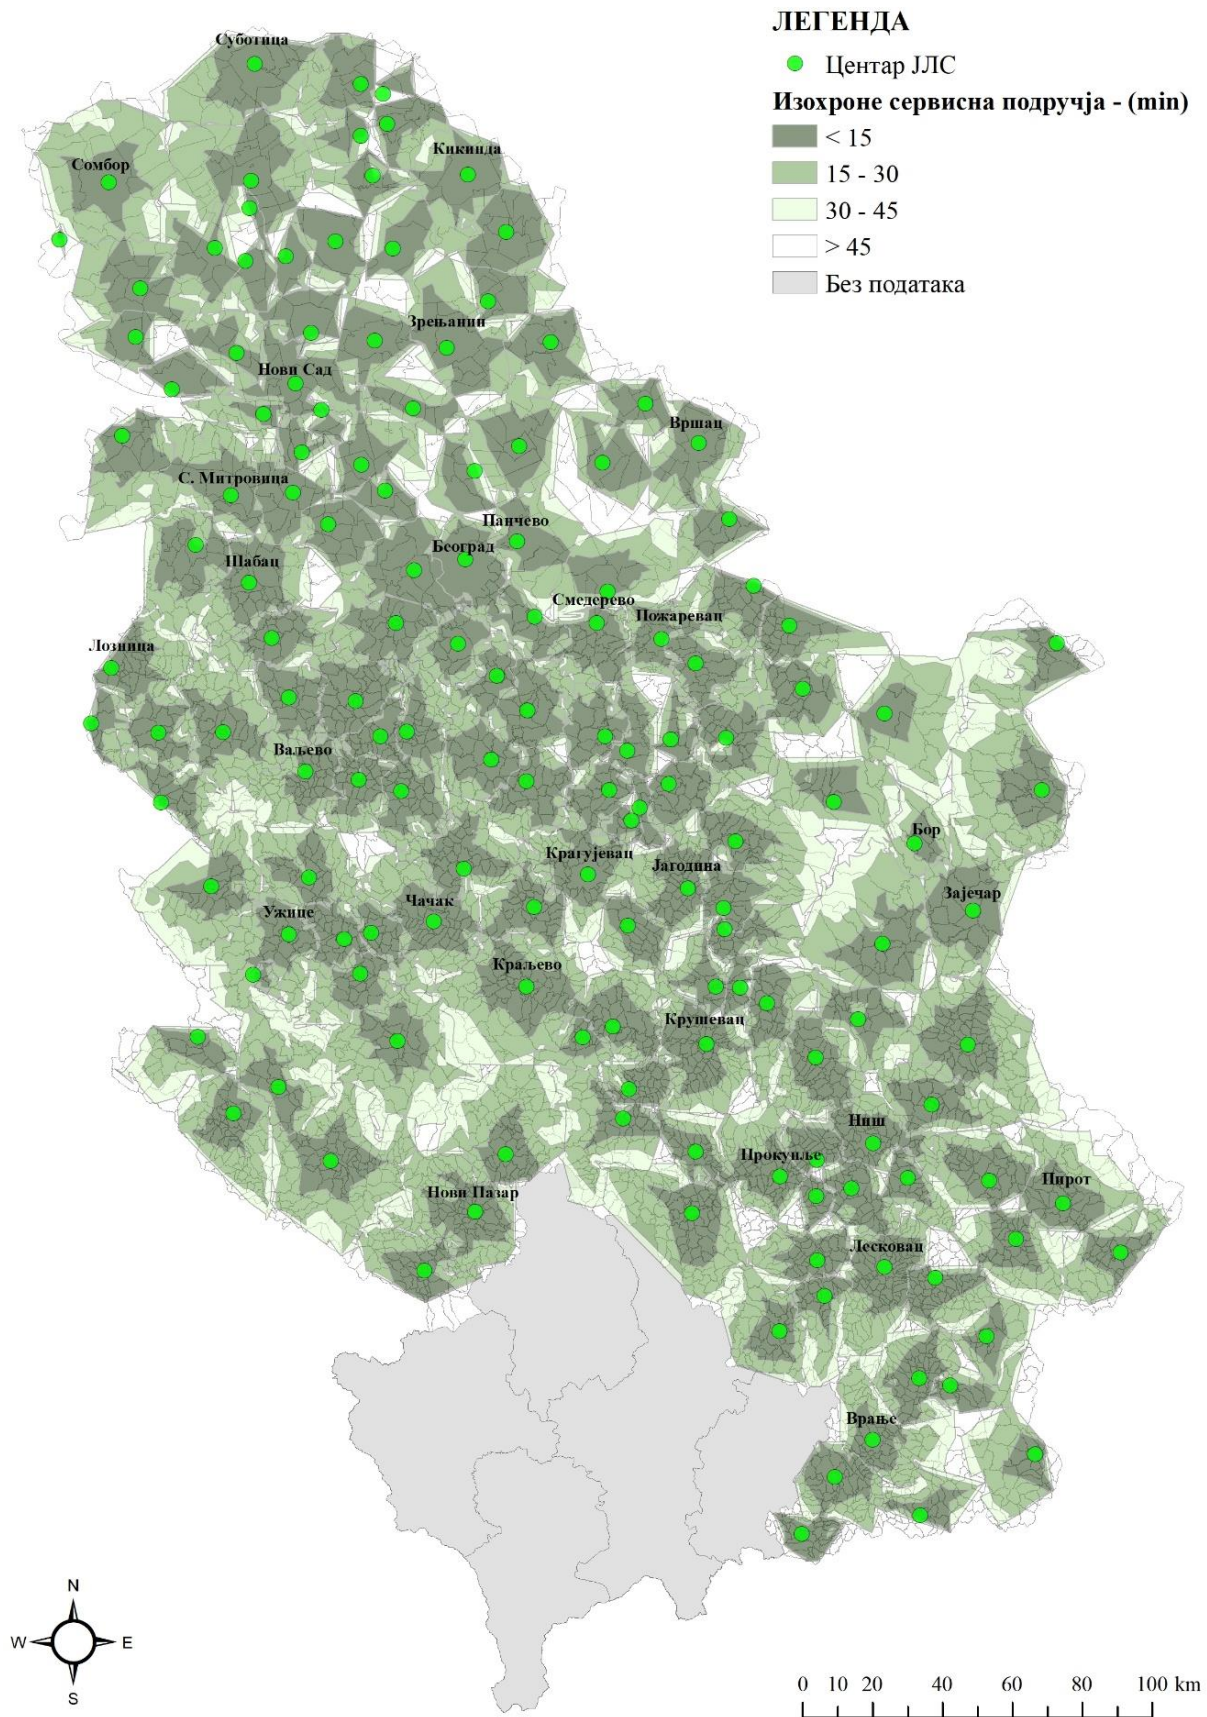 ЛЕГЕНДА
Центар ЈЛС
Изохроне сервисна подручја - (min)
< 15
15 - 30
30 - 45
> 45
Без података
Суботица
Сомбор
Кикинда
Зрењанин
Нови Сад
Вршац
С. Митровица
Панчево
Београд
Шабац
Смедерево
Пожаревац
Лозница
Ваљево
Бор
Крагујевац
Јагодина
Зајечар
Чачак
Ужице
Краљево
Крушевац
Ниш
Прокупље
Пирот
Нови Пазар
Лесковац
Врање
N
W E
S
0 10 20 40 60 80 100 km